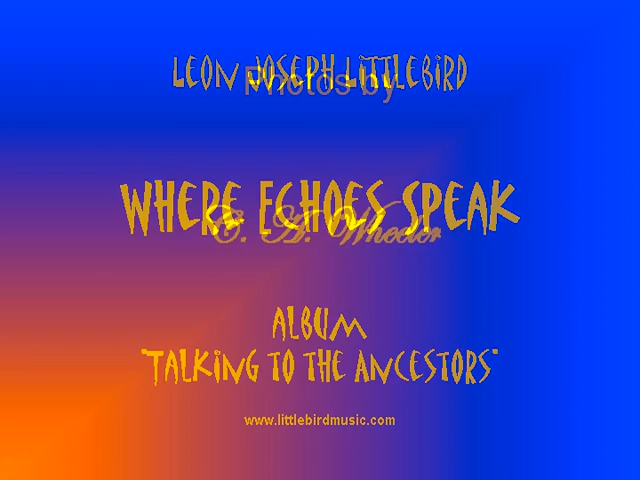 LEON JOSEPH LITTLEBIRD
Photos by
WHERE ECHOES SPEAK
C. A. Wheeler
ALBUM
"TALKING TO THE ANCESTORS"
www.littlebirdmusic.com